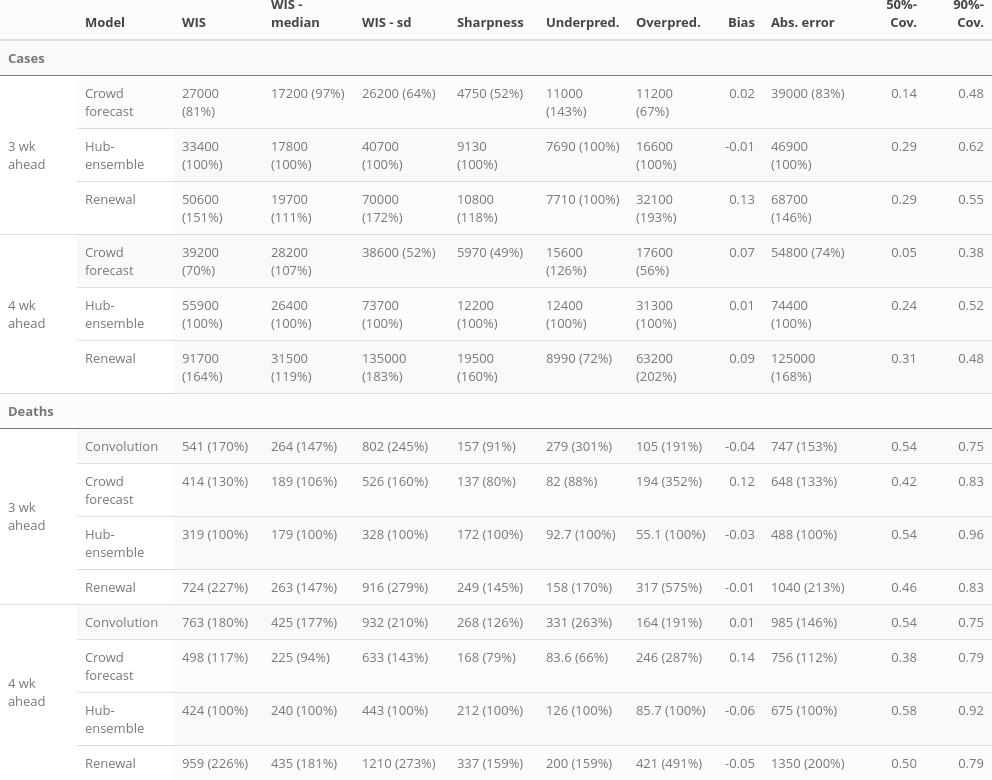 Model WIS WIS - median WIS - sd Sharpness Underpred. Overpred. Bias Abs. error 50%-Cov. 90%-Cov.
Cases
3 wk ahead
Crowd forecast 27000 (81%) 17200 (97%) 26200 (64%) 4750 (52%) 11000 (143%) 11200 (67%) 0.02 39000 (83%) 0.14 0.48
Hub-ensemble 33400 (100%) 17800 (100%) 40700 (100%) 9130 (100%) 7690 (100%) 16600 (100%) -0.01 46900 (100%) 0.29 0.62
Renewal 50600 (151%) 19700 (111%) 70000 (172%) 10800 (118%) 7710 (100%) 32100 (193%) 0.13 68700 (146%) 0.29 0.55
4 wk ahead
Crowd forecast 39200 (70%) 28200 (107%) 38600 (52%) 5970 (49%) 15600 (126%) 17600 (56%) 0.07 54800 (74%) 0.05 0.38
Hub-ensemble 55900 (100%) 26400 (100%) 73700 (100%) 12200 (100%) 12400 (100%) 31300 (100%) 0.01 74400 (100%) 0.24 0.52
Renewal 91700 (164%) 31500 (119%) 135000 (183%) 19500 (160%) 8990 (72%) 63200 (202%) 0.09 125000 (168%) 0.31 0.48
Deaths
3 wk ahead
Convolution 541 (170%) 264 (147%) 802 (245%) 157 (91%) 279 (301%) 105 (191%) -0.04 747 (153%) 0.54 0.75
Crowd forecast 414 (130%) 189 (106%) 526 (160%) 137 (80%) 82 (88%) 194 (352%) 0.12 648 (133%) 0.42 0.83
Hub-ensemble 319 (100%) 179 (100%) 328 (100%) 172 (100%) 92.7 (100%) 55.1 (100%) -0.03 488 (100%) 0.54 0.96
Renewal 724 (227%) 263 (147%) 916 (279%) 249 (145%) 158 (170%) 317 (575%) -0.01 1040 (213%) 0.46 0.83
4 wk ahead
Convolution 763 (180%) 425 (177%) 932 (210%) 268 (126%) 331 (263%) 164 (191%) 0.01 985 (146%) 0.54 0.75
Crowd forecast 498 (117%) 225 (94%) 633 (143%) 168 (79%) 83.6 (66%) 246 (287%) 0.14 756 (112%) 0.38 0.79
Hub-ensemble 424 (100%) 240 (100%) 443 (100%) 212 (100%) 126 (100%) 85.7 (100%) -0.06 675 (100%) 0.58 0.92
Renewal 959 (226%) 435 (181%) 1210 (273%) 337 (159%) 200 (159%) 421 (491%) -0.05 1350 (200%) 0.50 0.79